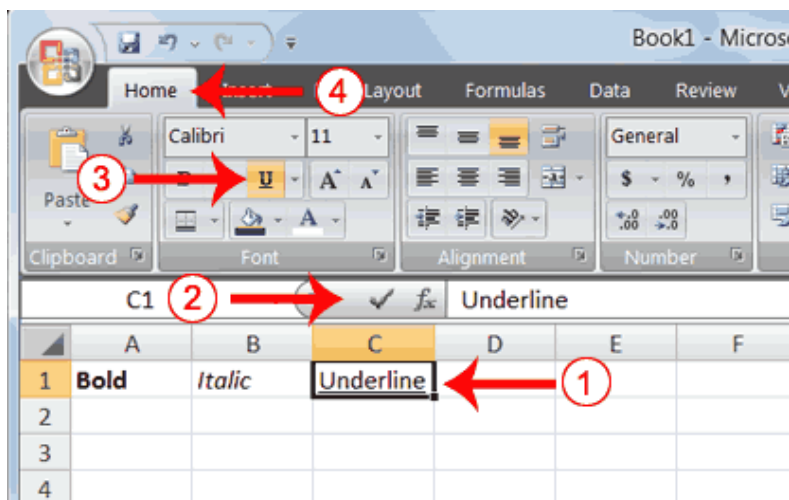 Book1 - Micros
Home Insert Layout Formulas Data Review V
4
Calibri 11 General
3
U A A $ % ,
Paste A .00 .00
Clipboard Font Alignment Number
C1 2 fx Underline
A B C D E F
1 Bold Italic Underline 1
2
3
4